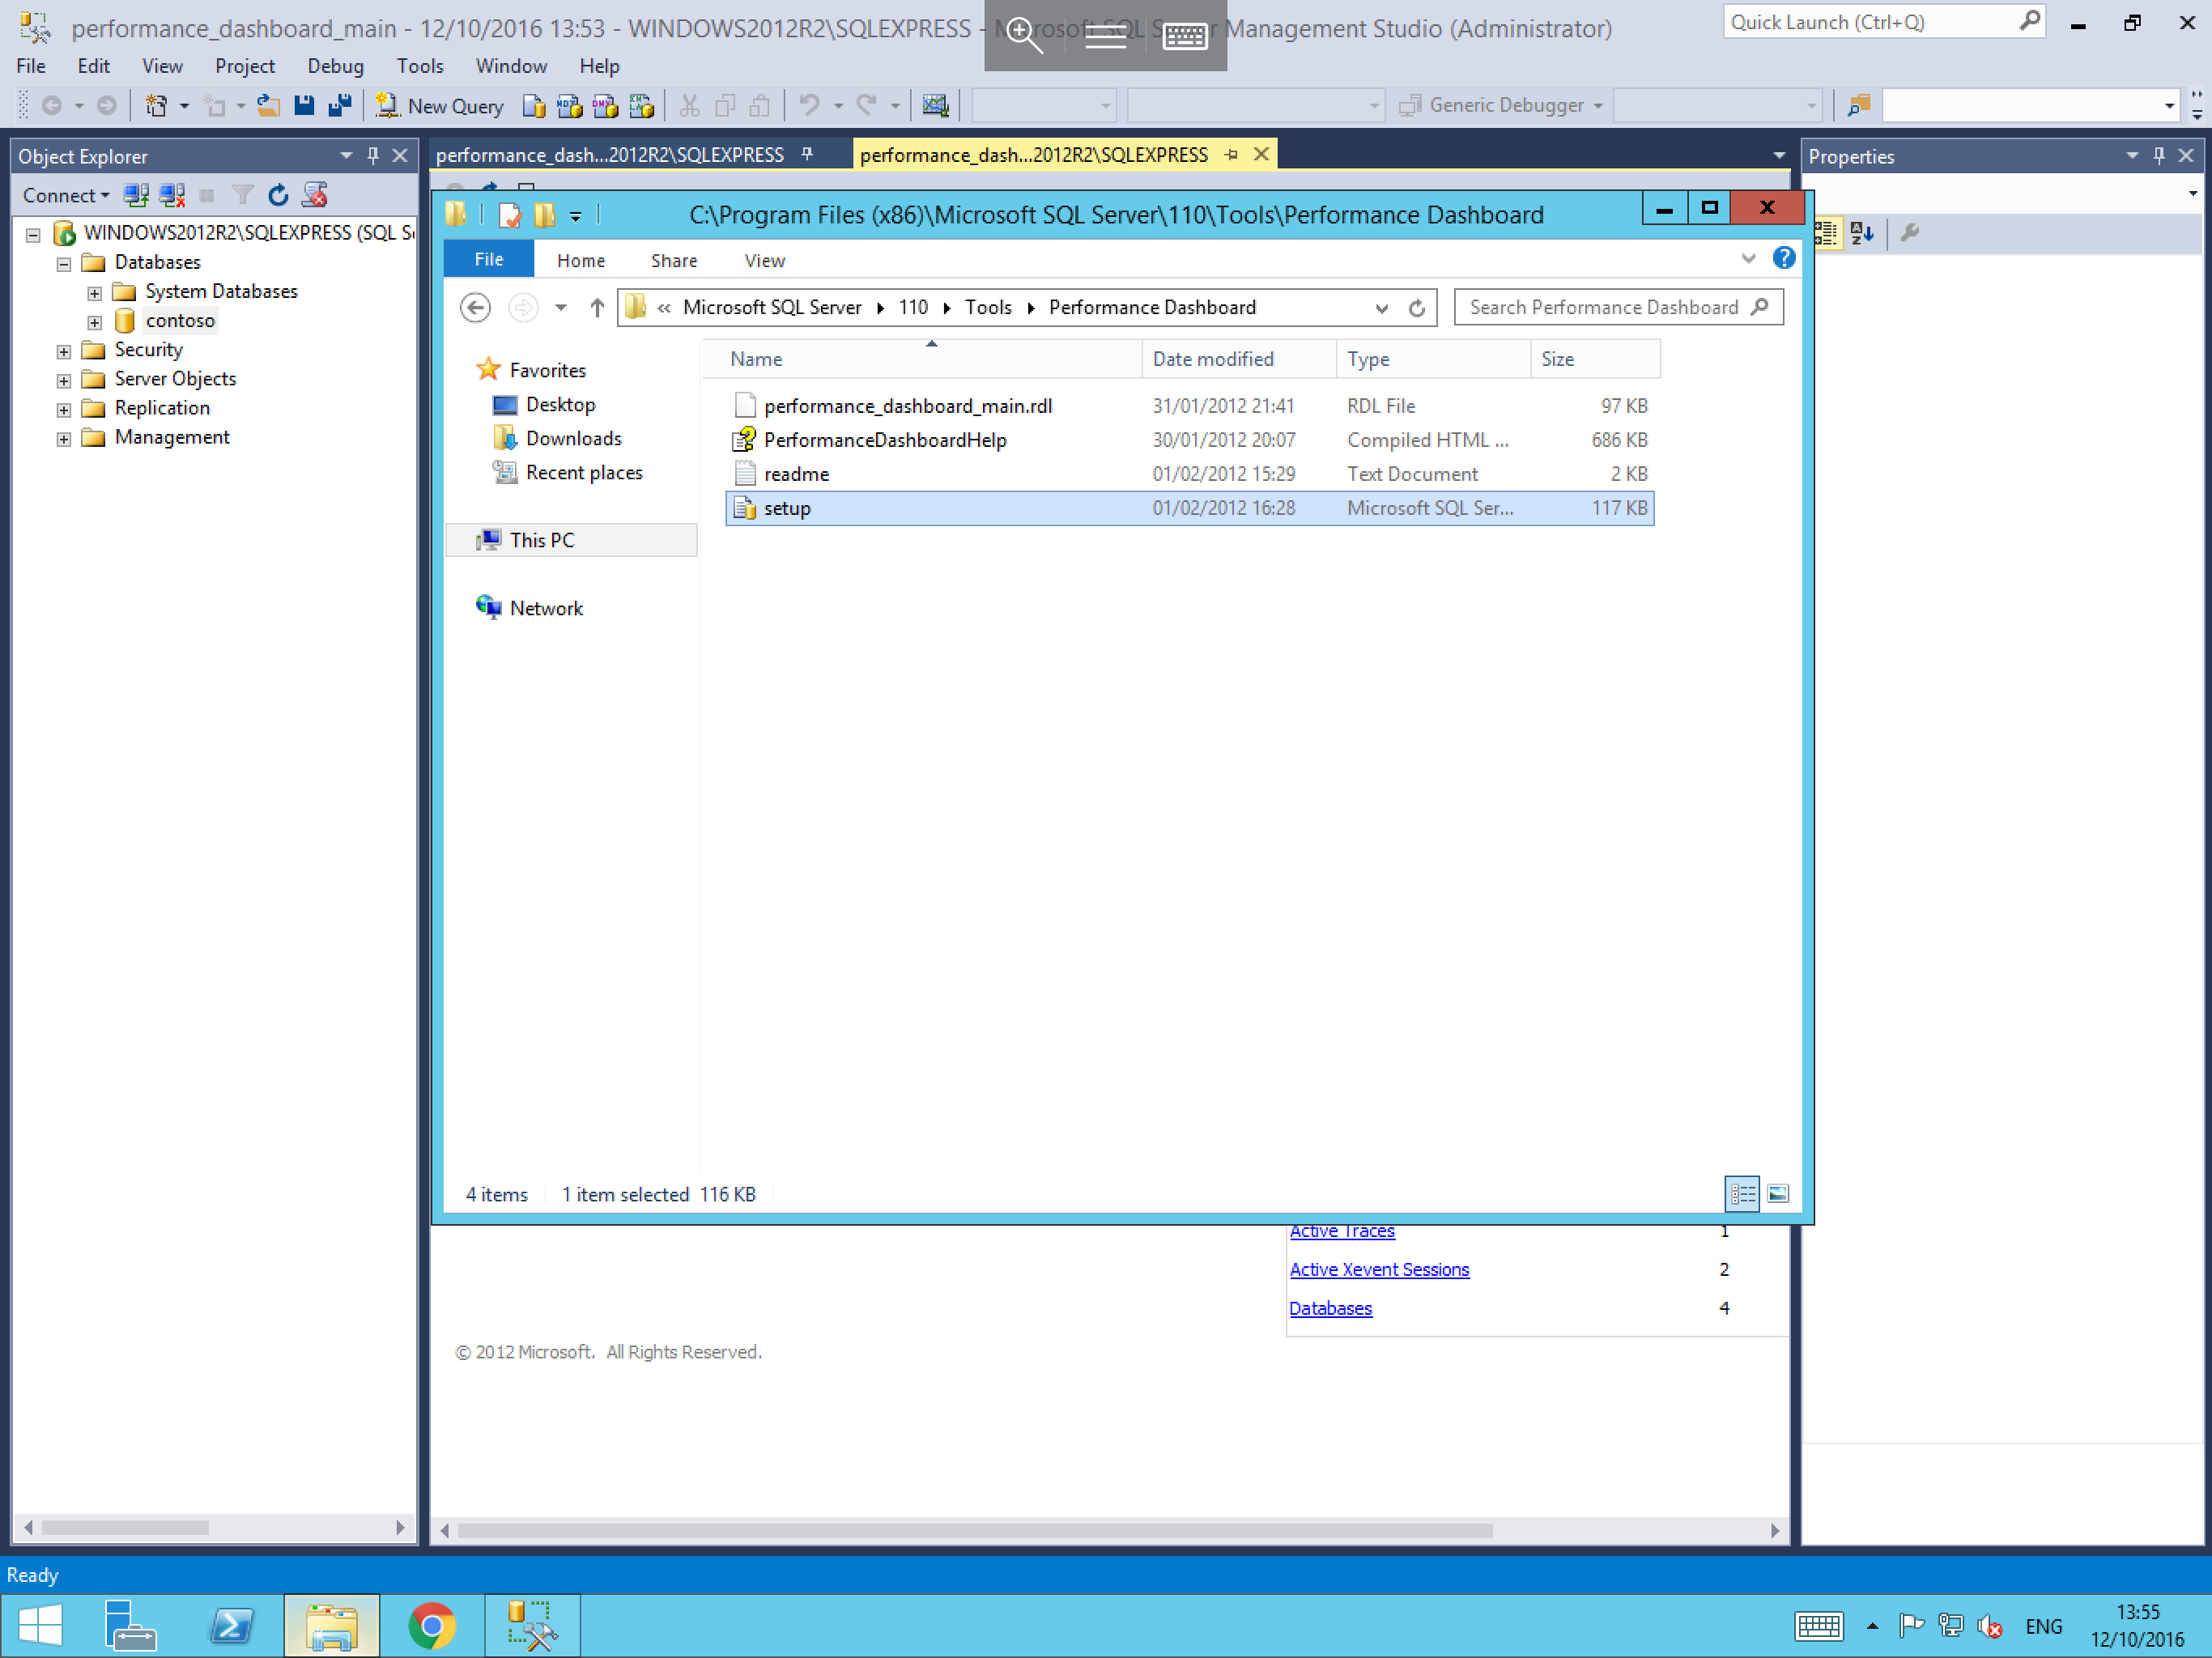 performance_dashboard_main - 12/10/2016 13:53 - WINDOWS2012R2\SQLEXPRESS - Microsoft SQL Server Management Studio (Administrator)
Quick Launch (Ctrl+Q)
File Edit View Project Debug Tools Window Help
New Query
Generic Debugger
Object Explorer
performance_dash...2012R2\SQLEXPRESS
performance_dash...2012R2\SQLEXPRESS
Properties
Connect
WINDOWS2012R2\SQLEXPRESS (SQL S
Databases
System Databases
contoso
Security
Server Objects
Replication
Management
C:\Program Files (x86)\Microsoft SQL Server\110\Tools\Performance Dashboard
File Home Share View
« Microsoft SQL Server 110 Tools Performance Dashboard
Search Performance Dashboard
Favorites
Desktop
Downloads
Recent places
This PC
Network
Name Date modified Type Size
performance_dashboard_main.rdl 31/01/2012 21:41 RDL File 97 KB
PerformanceDashboardHelp 30/01/2012 20:07 Compiled HTML ... 686 KB
readme 01/02/2012 15:29 Text Document 2 KB
setup 01/02/2012 16:28 Microsoft SQL Ser... 117 KB
4 items 1 item selected 116 KB
Active Traces 1
Active Xevent Sessions 2
Databases 4
© 2012 Microsoft. All Rights Reserved.
Ready
ENG
13:55
12/10/2016